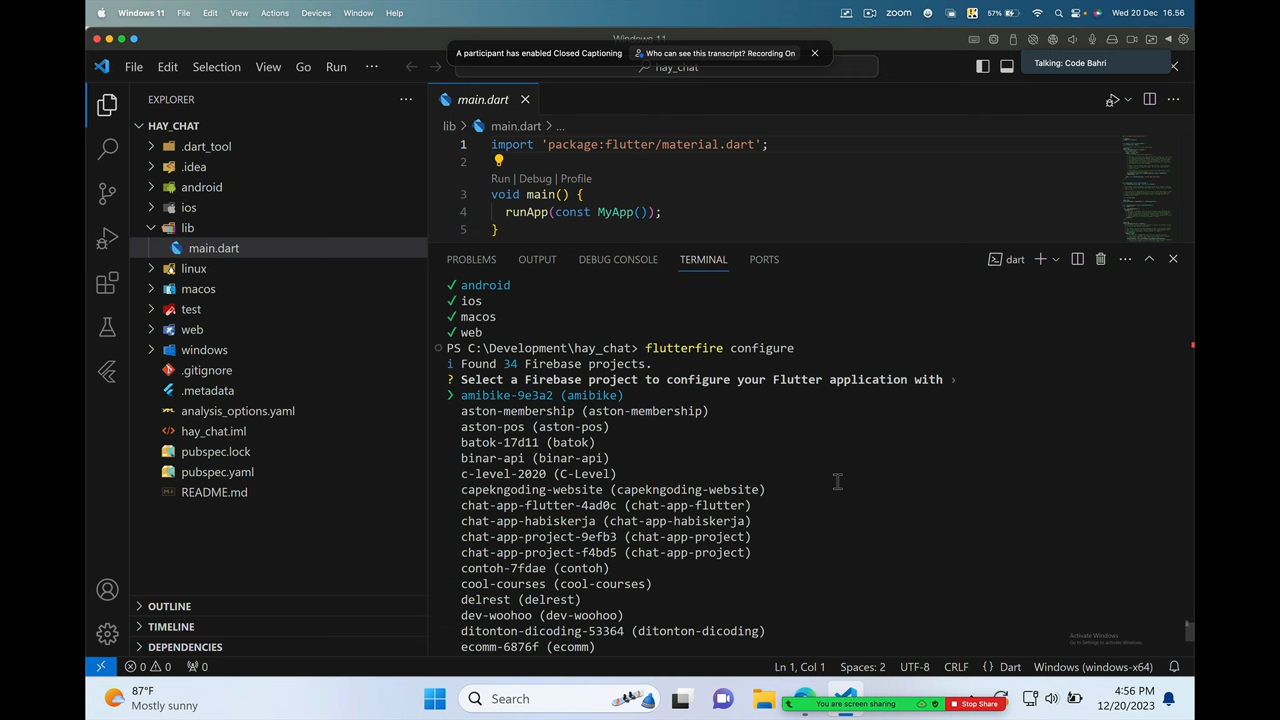 Windows 11 File Edit View Actions Devices Window Help zoom 57% Wed 20 Dec 16.56
A participant has enabled Closed Captioning Who can see this transcript? Recording On
Talking: Code Bahri
File Edit Selection View Go Run ... hay_chat
EXPLORER
main.dart
HAY_CHAT
lib > main.dart > ...
.dart_tool
.idea
android
ios
lib
main.dart
linux
macos
test
web
windows
.gitignore
.metadata
analysis_options.yaml
hay_chat.iml
pubspec.lock
pubspec.yaml
README.md
OUTLINE
TIMELINE
DEPENDENCIES
1 import 'package:flutter/material.dart';
2
Run | Debug | Profile
3 void main() {
4 runApp(const MyApp());
5 }
PROBLEMS OUTPUT DEBUG CONSOLE TERMINAL PORTS dart
✓ android
✓ ios
✓ macos
✓ web
PS C:\Development\hay_chat> flutterfire configure
i Found 34 Firebase projects.
? Select a Firebase project to configure your Flutter application with ›
❯ amibike-9e3a2 (amibike)
aston-membership (aston-membership)
aston-pos (aston-pos)
batok-17d11 (batok)
binar-api (binar-api)
c-level-2020 (C-Level)
capekngoding-website (capekngoding-website)
chat-app-flutter-4ad0c (chat-app-flutter)
chat-app-habiskerja (chat-app-habiskerja)
chat-app-project-9efb3 (chat-app-project)
chat-app-project-f4bd5 (chat-app-project)
contoh-7fdae (contoh)
cool-courses (cool-courses)
delrest (delrest)
dev-woohoo (dev-woohoo)
ditonton-dicoding-53364 (ditonton-dicoding)
ecomm-6876f (ecomm)
Activate Windows
Go to Settings to activate Windows.
0 0 0 Ln 1, Col 1 Spaces: 2 UTF-8 CRLF {} Dart Windows (windows-x64)
87°F
Mostly sunny
Search
You are screen sharing Stop Share
4:56 PM
12/20/2023